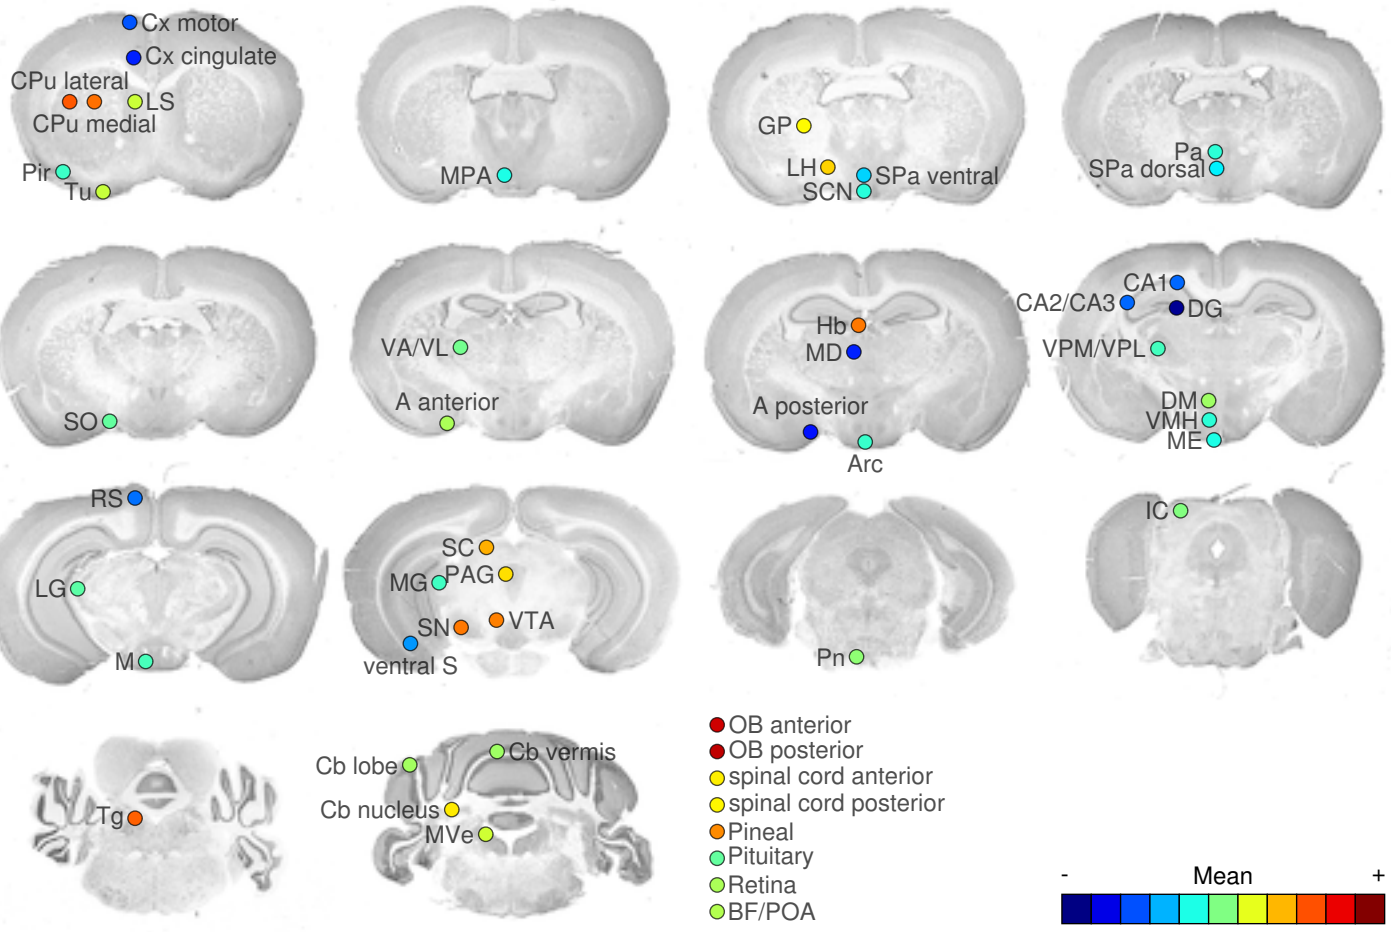 Cx motor
Cx cingulate
CPu lateral
LS
CPu medial
Pir
Tu
MPA
GP
LH
SPa ventral
SCN
Pa
SPa dorsal
SO
VA/VL
A anterior
Hb
MD
A posterior
Arc
CA1
CA2/CA3
DG
VPM/VPL
DM
VMH
ME
RS
LG
M
SC
MG
PAG
SN
VTA
ventral S
Pn
IC
Tg
Cb lobe
Cb vermis
Cb nucleus
MVe
OB anterior
OB posterior
spinal cord anterior
spinal cord posterior
Pineal
Pituitary
Retina
BF/POA
- Mean +